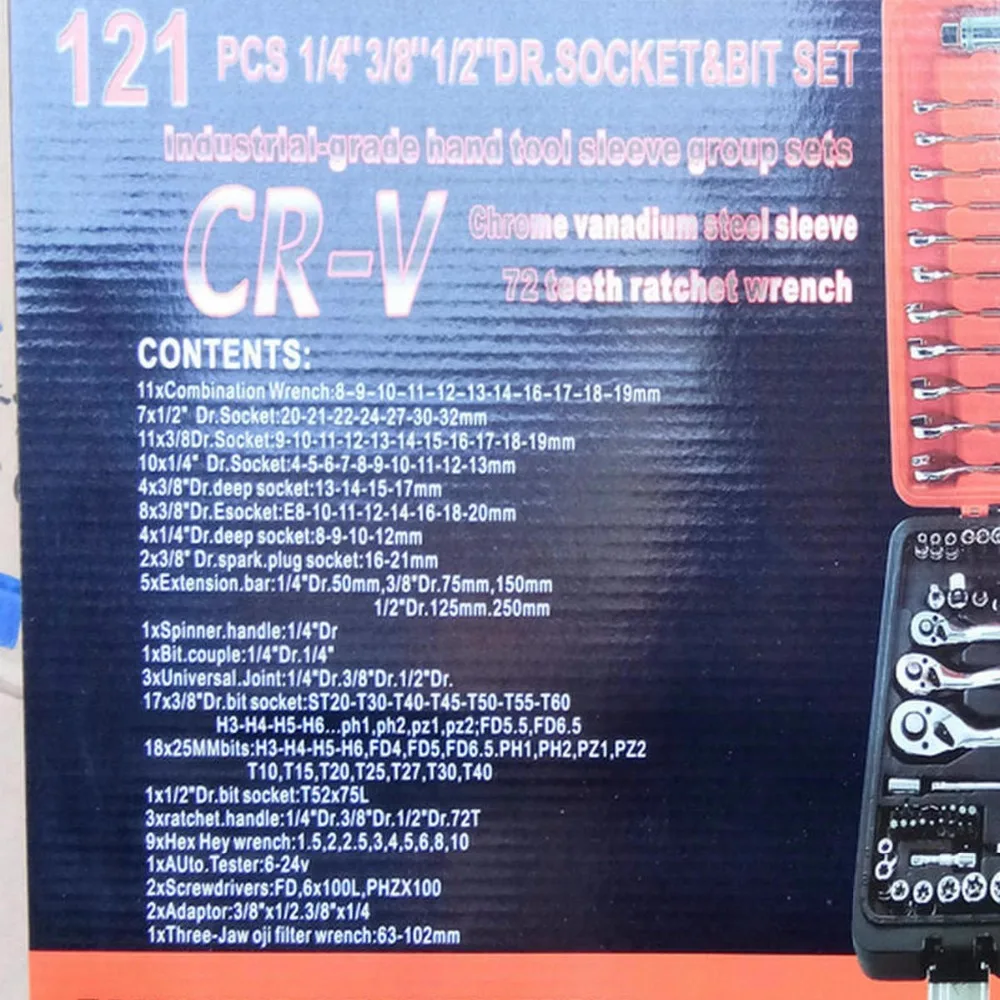 121 PCS 1/4"3/8"1/2"DR.SOCKET&BIT SET
industrial-grade hand tool sleeve group sets
CR-V
Chrome vanadium steel sleeve
72 teeth ratchet wrench
CONTENTS:
11xCombination Wrench:8-9-10-11-12-13-14-16-17-18-19mm
7x1/2" Dr.Socket:20-21-22-24-27-30-32mm
11x3/8Dr.Socket:9-10-11-12-13-14-15-16-17-18-19mm
10x1/4" Dr.Socket:4-5-6-7-8-9-10-11-12-13mm
4x3/8"Dr.deep socket:13-14-15-17mm
8x3/8"Dr.Esocket:E8-10-11-12-14-16-18-20mm
4x1/4Dr.deep socket:8-9-10-12mm
2x3/8" Dr.spark.plug socket:16-21mm
5xExtension.bar:1/4"Dr.50mm,3/8"Dr.75mm,150mm
1/2"Dr.125mm.250mm
1xSpinner.handle:1/4"Dr
1xBit.couple:1/4"Dr.1/4"
3xUniversal.Joint:1/4"Dr.3/8"Dr.1/2"Dr.
17x3/8"Dr.bit socket:ST20-T30-T40-T45-T50-T55-T60
H3-H4-H5-H6...ph1,ph2,pz1,pz2;FD5.5,FD6.5
18x25MMbits:H3-H4-H5-H6,FD4,FD5,FD6.5.PH1,PH2,PZ1,PZ2
T10,T15,T20,T25,T27,T30,T40
1x1/2"Dr.bit socket:T52x75L
3xratchet.handle:1/4"Dr.3/8"Dr.1/2"Dr.72T
9xHex Hey wrench:1.5,2,2.5,3,4,5,6,8,10
1xAUto.Tester:6-24v
2xScrewdrivers:FD,6x100L,PHZX100
2xAdaptor:3/8"x1/2.3/8"x1/4
1xThree-Jaw oji filter wrench:63-102mm